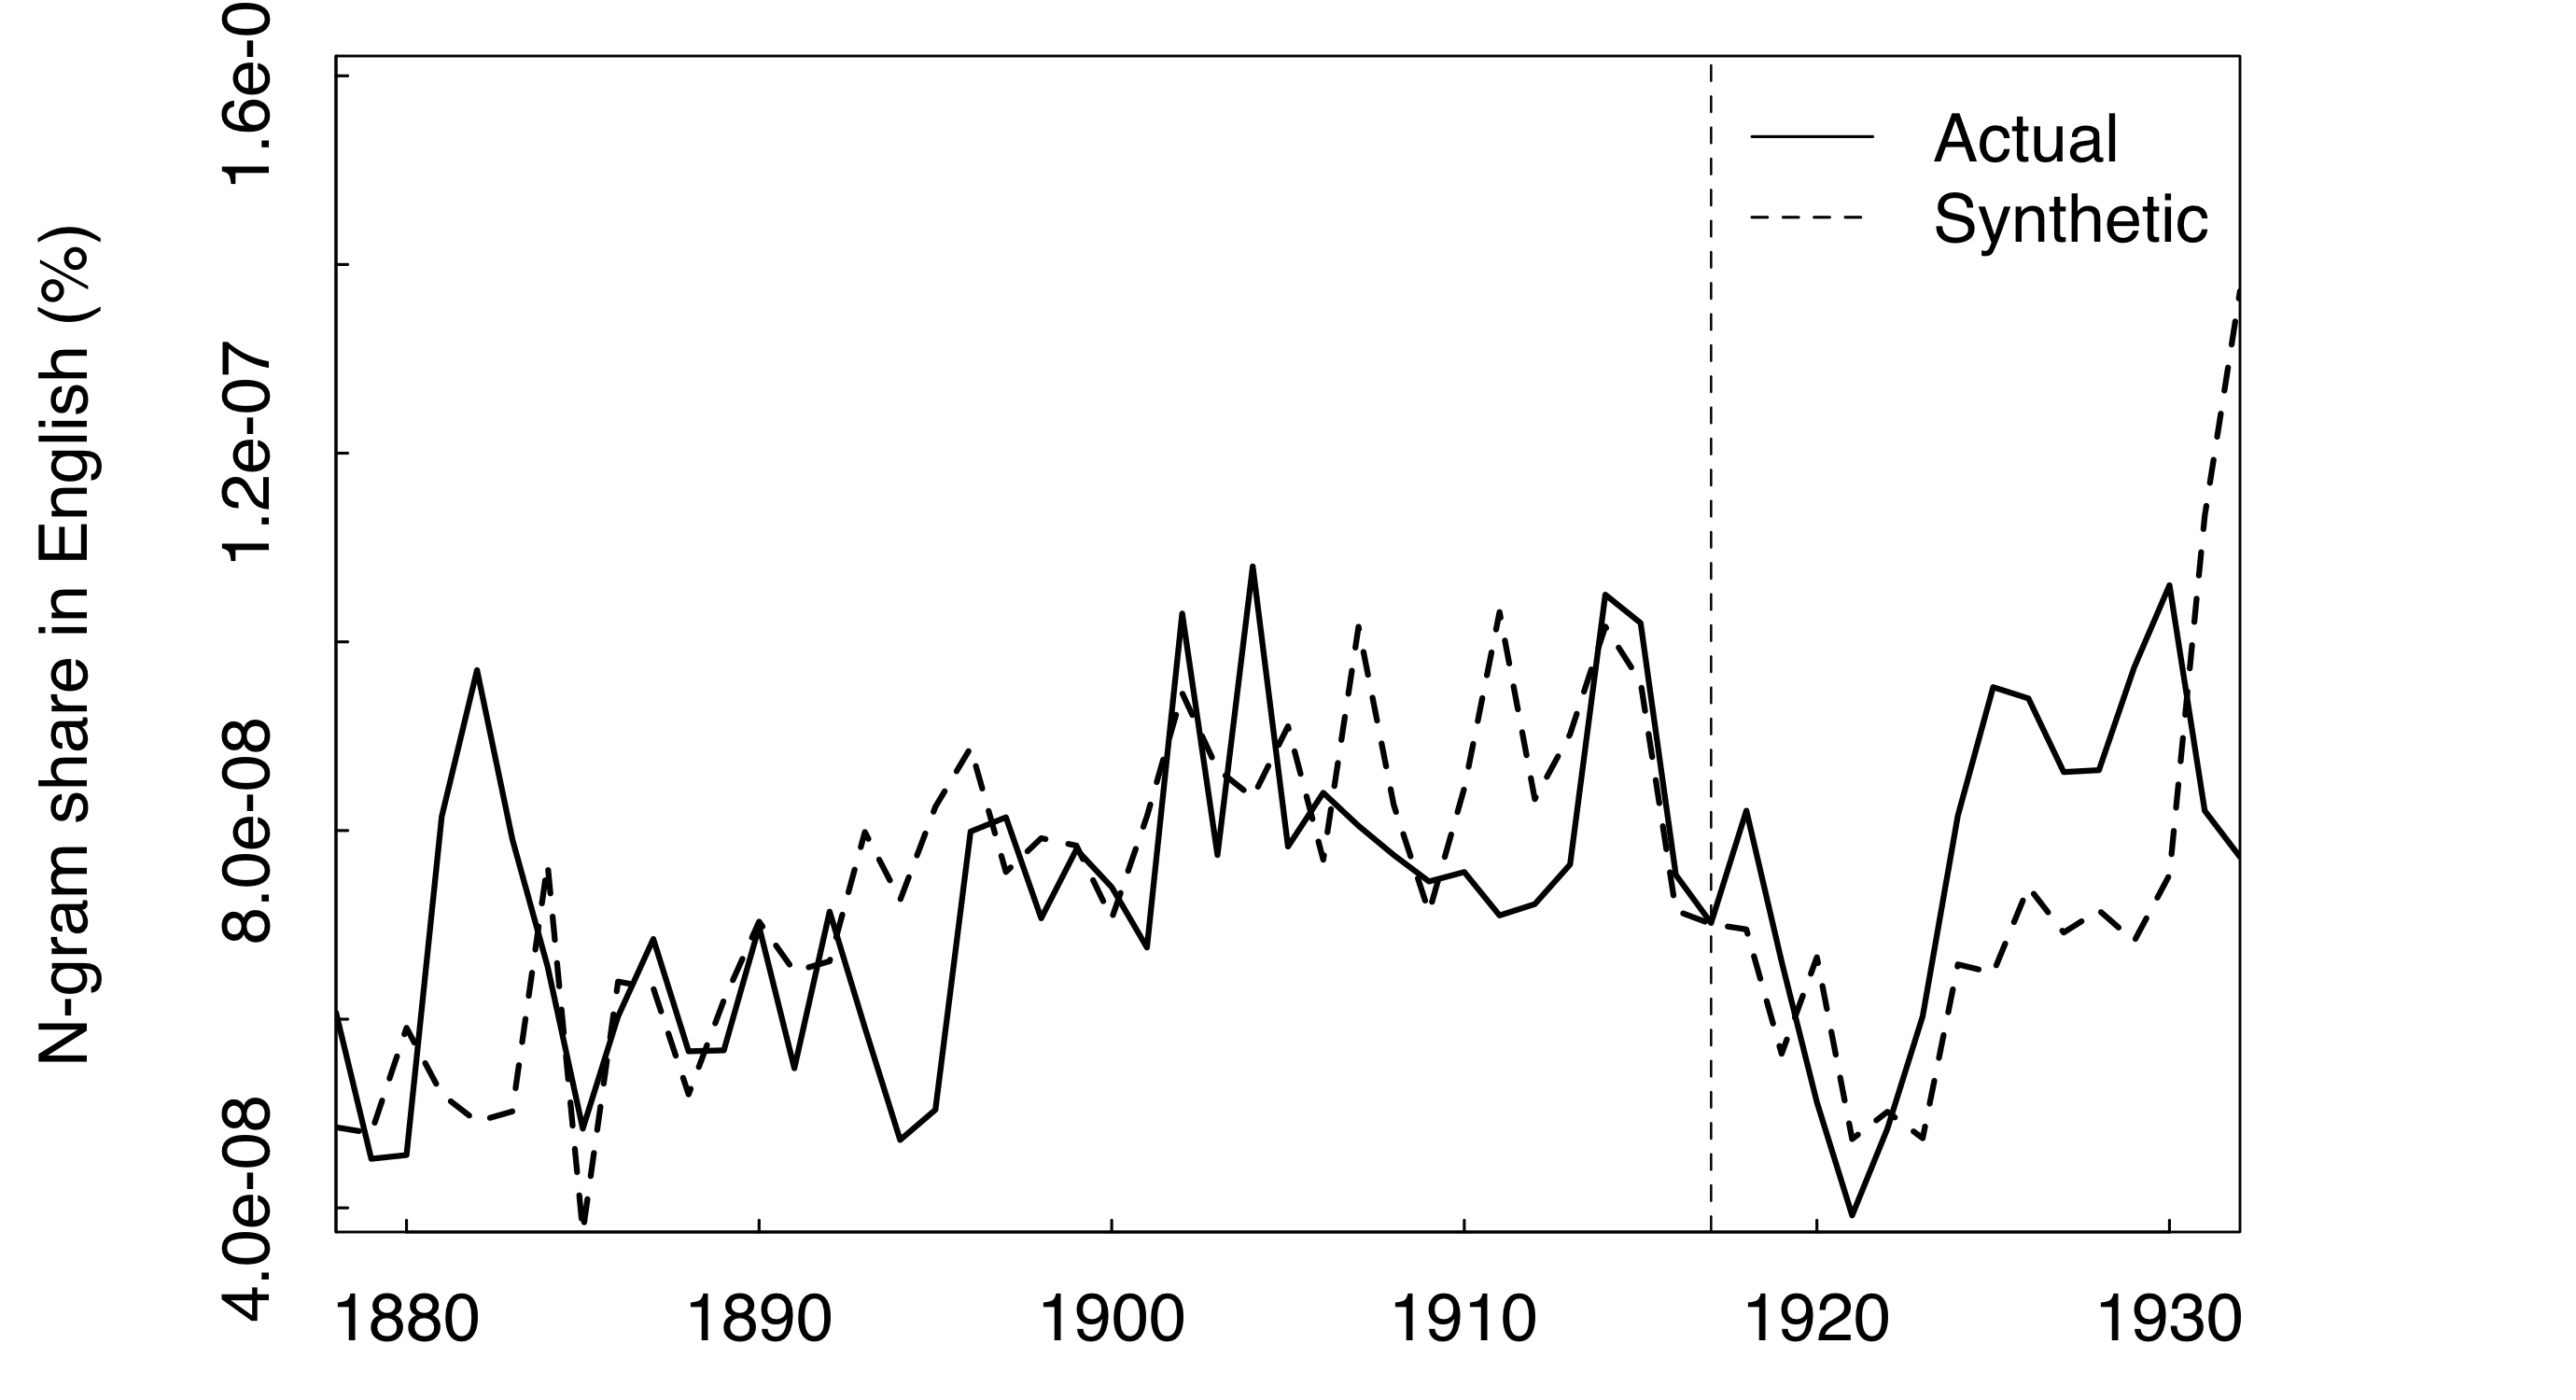 N-gram share in English (%)
1.6e-0
1.2e-07
8.0e-08
4.0e-08
Actual
Synthetic
1880 1890 1900 1910 1920 1930